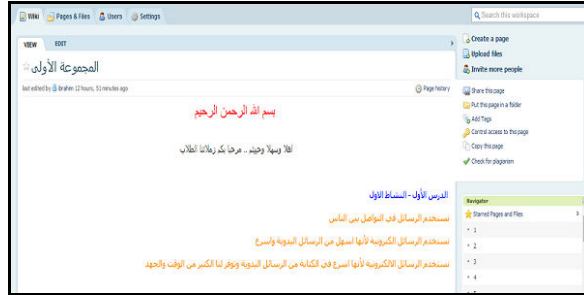 Wiki
Pages & Files
Users
Settings
Search this workspace
VIEW
EDIT
المجموعة الأولى
last edited by ibrahim 12 hours, 51 minutes ago
Page history
بسم الله الرحمن الرحيم
اهلا وسهلا وحيتم .. مرحبا بكم زملائنا الطلاب
الدرس الأول - النشاط الاول
نستخدم الرسائل في التواصل بين الناس
نستخدم الرسائل الكترونية لأنها اسهل من الرسائل اليدوية واسرع
نستخدم الرسائل الالكترونية لأنها اسرع في الكتابة من الرسائل اليدوية وتوفر لنا الكثير من الوقت والجهد
Create a page
Upload files
Invite more people
Share this page
Put this page in a folder
Add Tags
Control access to this page
Copy this page
Check for plagiarism
Navigator
Starred Pages and Files
1
2
3
4